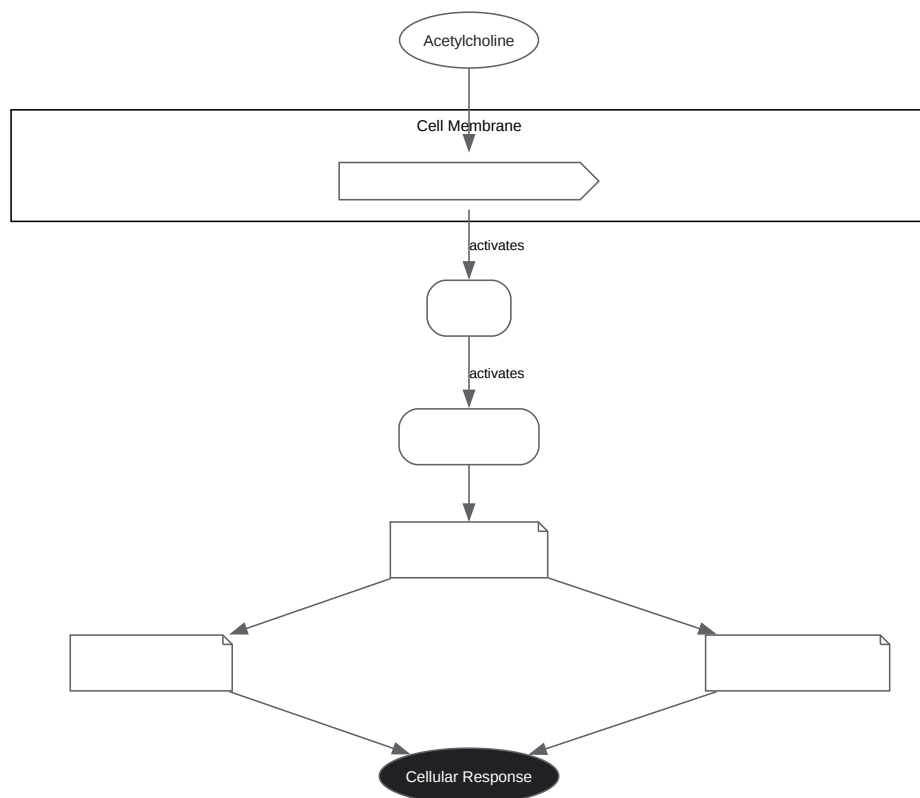 Acetylcholine
Cell Membrane
activates
activates
Cellular Response